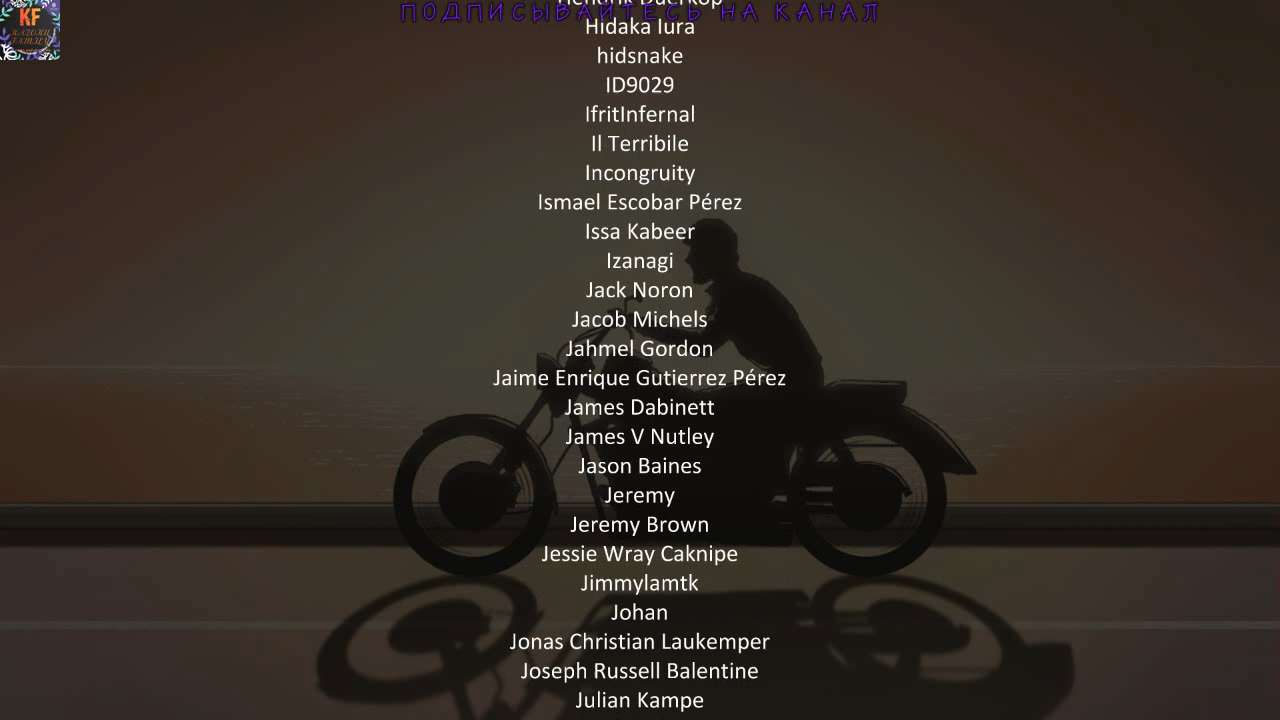 KF
ПОДПИСЫВАЙТЕСЬ НА КАНАЛ
Hidaka Iura
hidsnake
ID9029
IfritInfernal
Il Terribile
Incongruity
Ismael Escobar Pérez
Issa Kabeer
Izanagi
Jack Noron
Jacob Michels
Jahmel Gordon
Jaime Enrique Gutierrez Pérez
James Dabinett
James V Nutley
Jason Baines
Jeremy
Jeremy Brown
Jessie Wray Caknipe
Jimmylamtk
Johan
Jonas Christian Laukemper
Joseph Russell Balentine
Julian Kampe